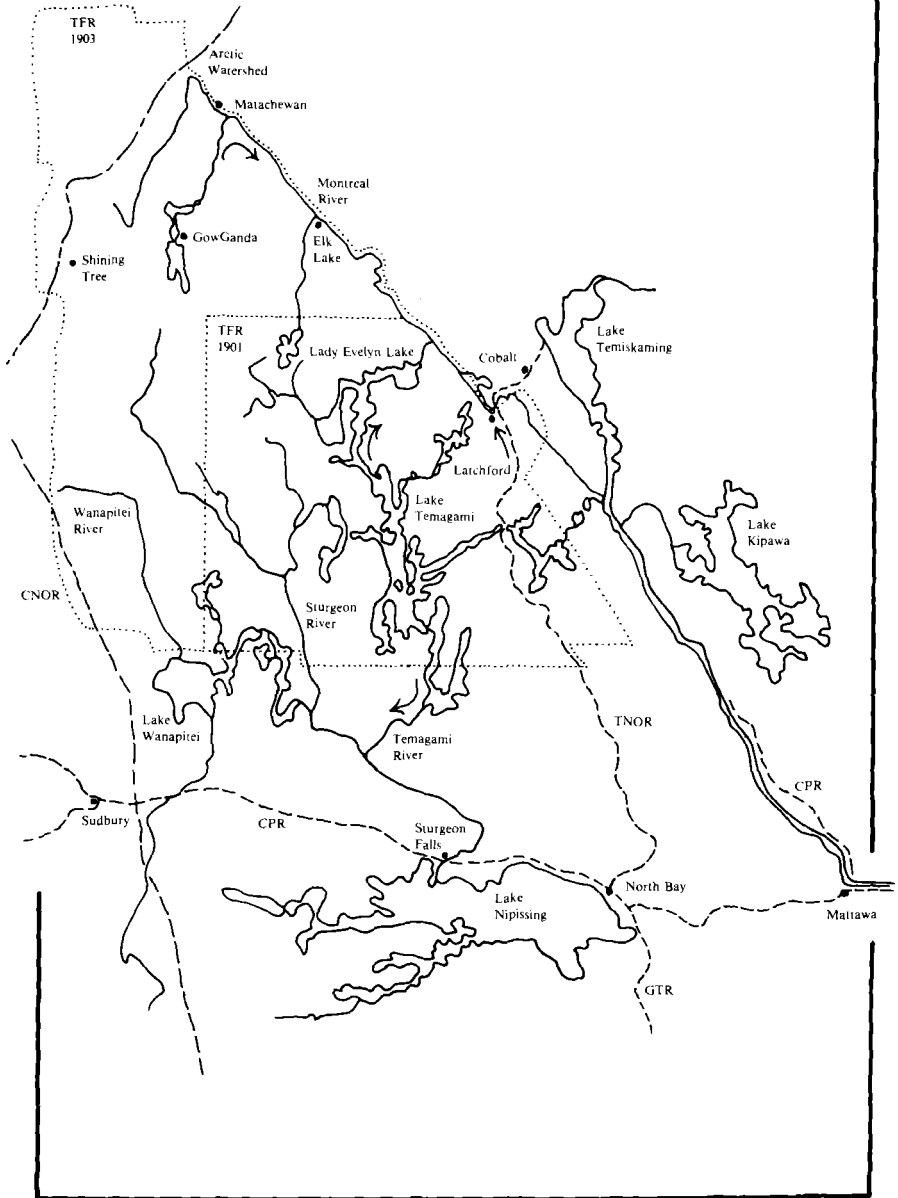 TFR
1903
Arctic
Watershed
Matachewan
Montreal
River
GowGanda
Elk
Lake
Shining
Tree
TFR
1901
Lake
Temiskaming
Lady Evelyn Lake
Cobalt
Latchford
Lake
Temagami
Wanapitei
River
Lake
Kipawa
CNOR
Sturgeon
River
Lake
Wanapitei
Temagami
River
TNOR
CPR
Sudbury
CPR
Sturgeon
Falls
North Bay
Lake
Nipissing
Mattawa
GTR